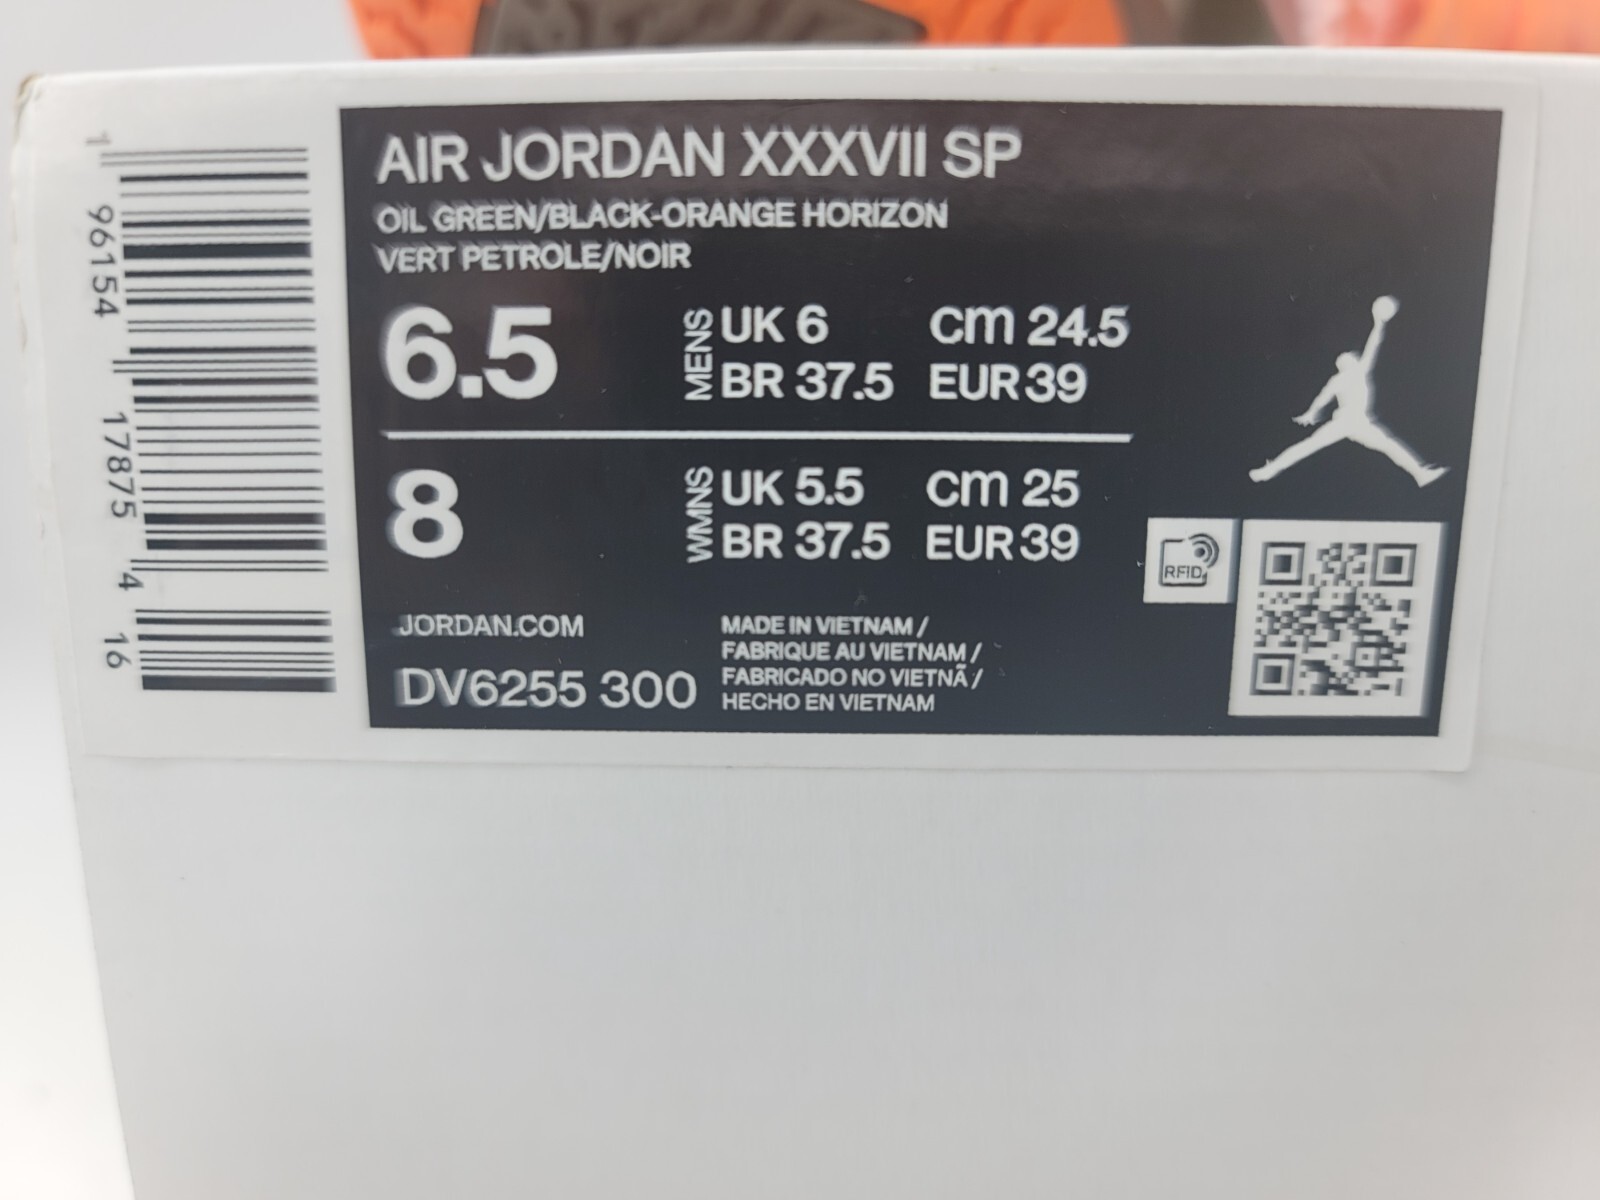 AIR JORDAN XXXVII SP
OIL GREEN/BLACK-ORANGE HORIZON
VERT PETROLE/NOIR
6.5
MENS
UK 6 CM 24.5
BR 37.5 EUR 39
8
WMNS
UK 5.5 CM 25
BR 37.5 EUR 39
RFID
JORDAN.COM
DV6255 300
MADE IN VIETNAM /
FABRIQUE AU VIETNAM /
FABRICADO NO VIETNÃ /
HECHO EN VIETNAM
1 96154 17875 4 16